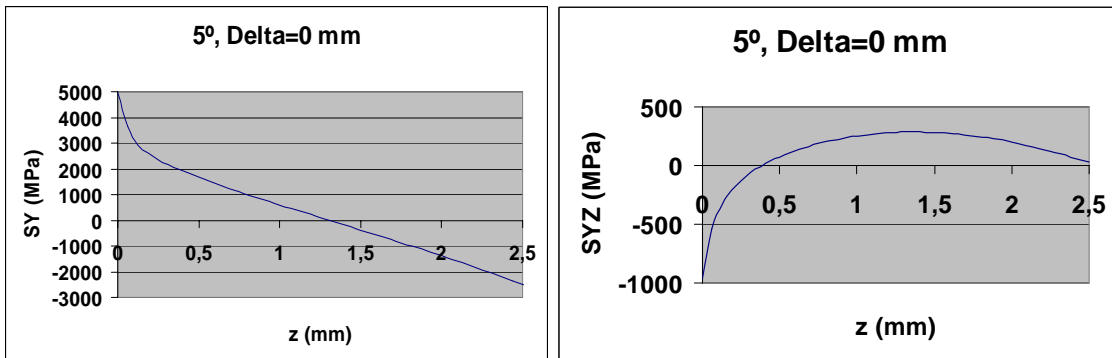 5º, Delta=0 mm
SY (MPa)
5000
4000
3000
2000
1000
0
-1000
-2000
-3000
0 0,5 1 1,5 2 2,5
z (mm)
5º, Delta=0 mm
SYZ (MPa)
500
0
-500
-1000
0 0,5 1 1,5 2 2,5
z (mm)